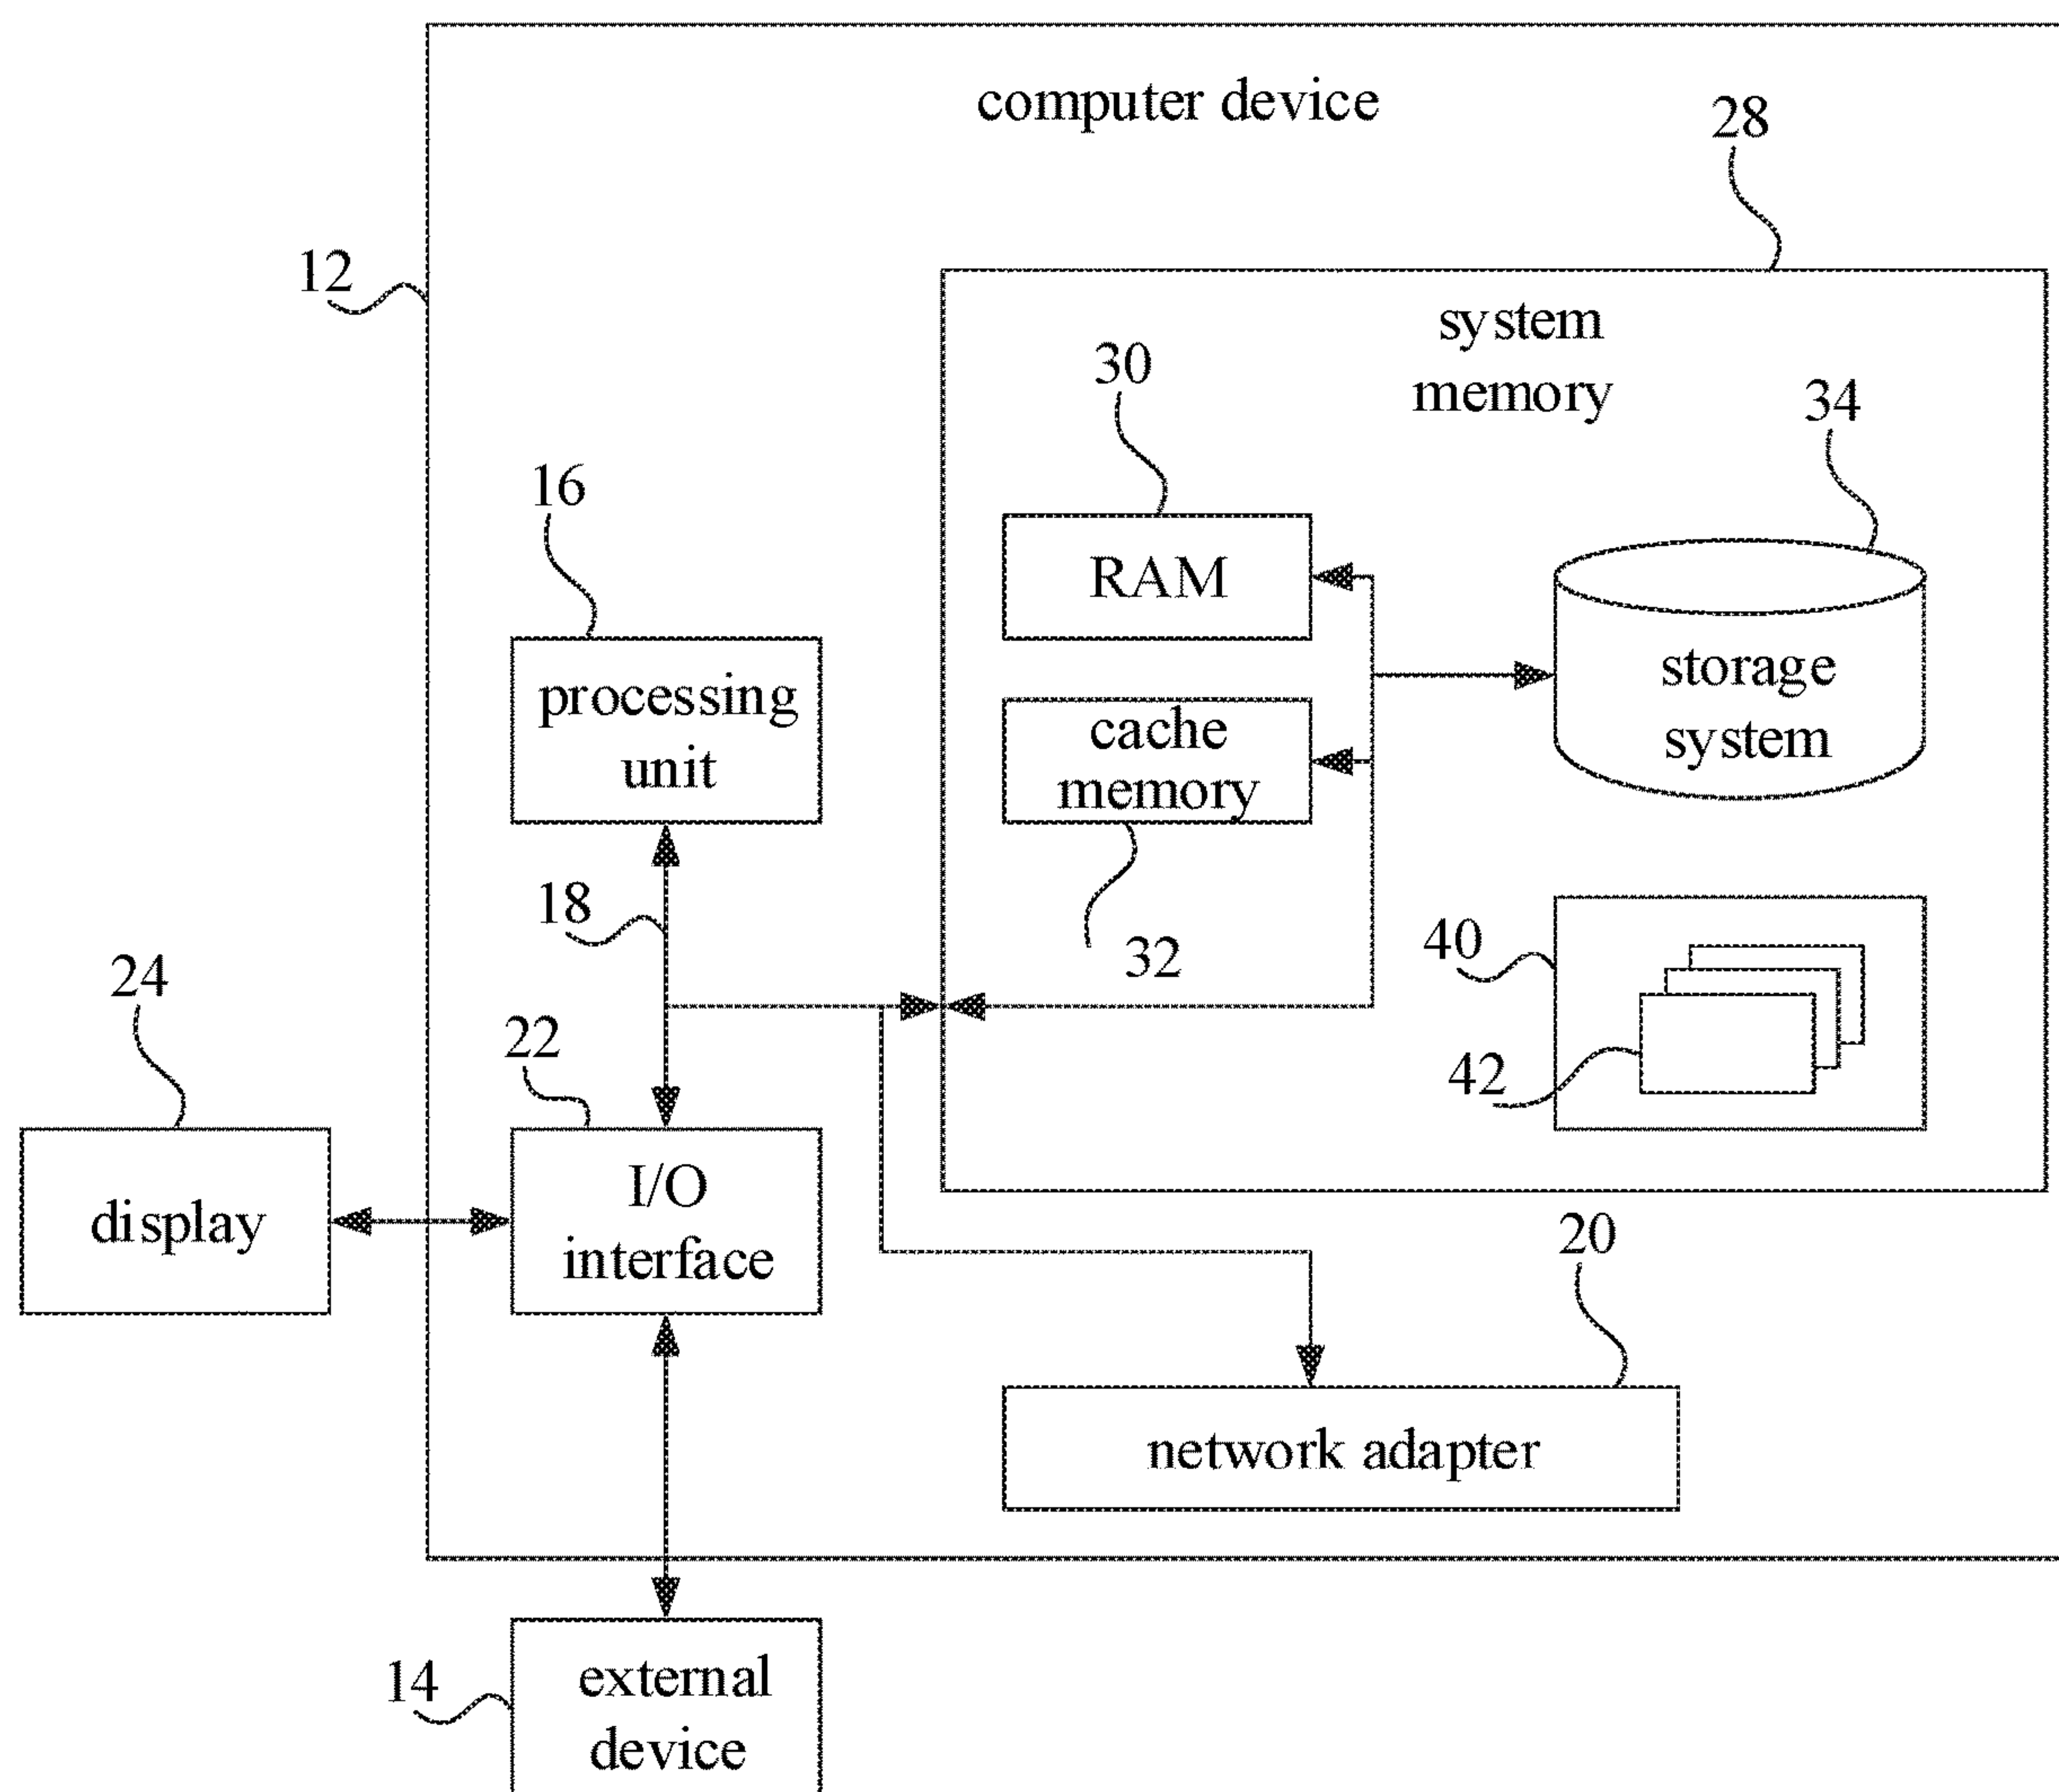 computer device
28
12
system
memory
30
34
16
RAM
processing
unit
storage
system
cache
memory
18
32
40
24
22
42
display
I/O
interface
20
network adapter
14
external
device